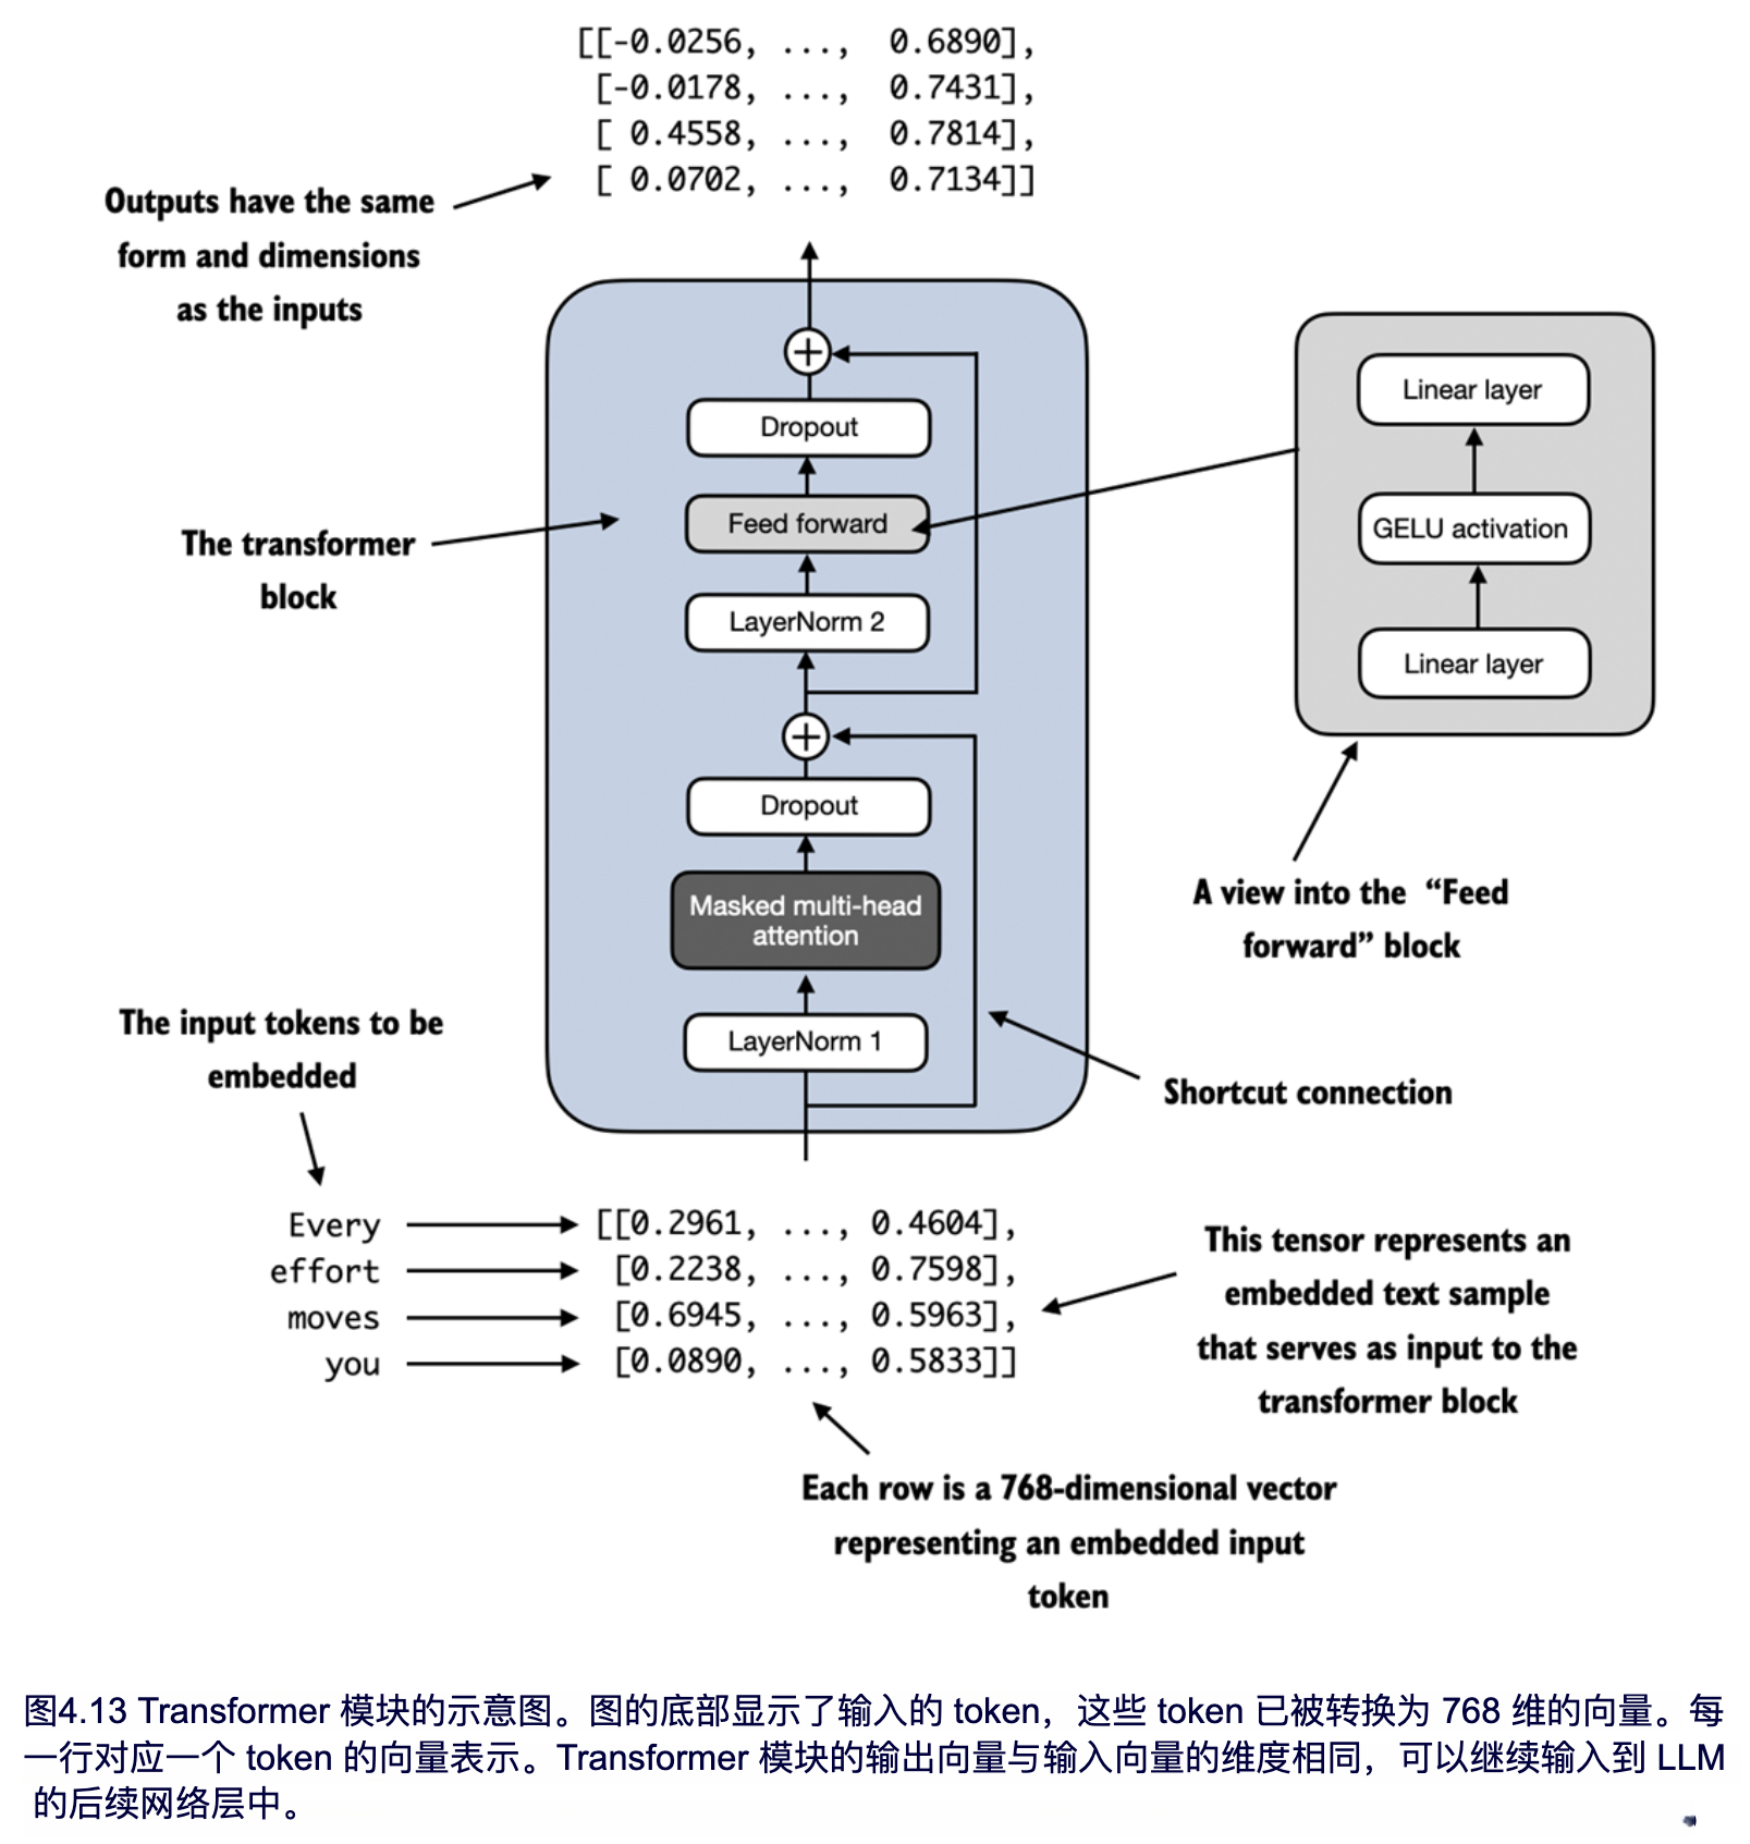 [[-0.0256, ..., 0.6890],
[-0.0178, ..., 0.7431],
[ 0.4558, ..., 0.7814],
[ 0.0702, ..., 0.7134]]
Outputs have the same
form and dimensions
as the inputs
Dropout
Feed forward
LayerNorm 2
The transformer
block
Linear layer
GELU activation
Linear layer
A view into the “Feed
forward” block
Dropout
Masked multi-head
attention
LayerNorm 1
Shortcut connection
The input tokens to be
embedded
Every [[0.2961, ..., 0.4604],
effort [0.2238, ..., 0.7598],
moves [0.6945, ..., 0.5963],
you [0.0890, ..., 0.5833]]
This tensor represents an
embedded text sample
that serves as input to the
transformer block
Each row is a 768-dimensional vector
representing an embedded input
token
图4.13 Transformer 模块的示意图。图的底部显示了输入的 token，这些 token 已被转换为 768 维的向量。每
一行对应一个 token 的向量表示。Transformer 模块的输出向量与输入向量的维度相同，可以继续输入到 LLM
的后续网络层中。